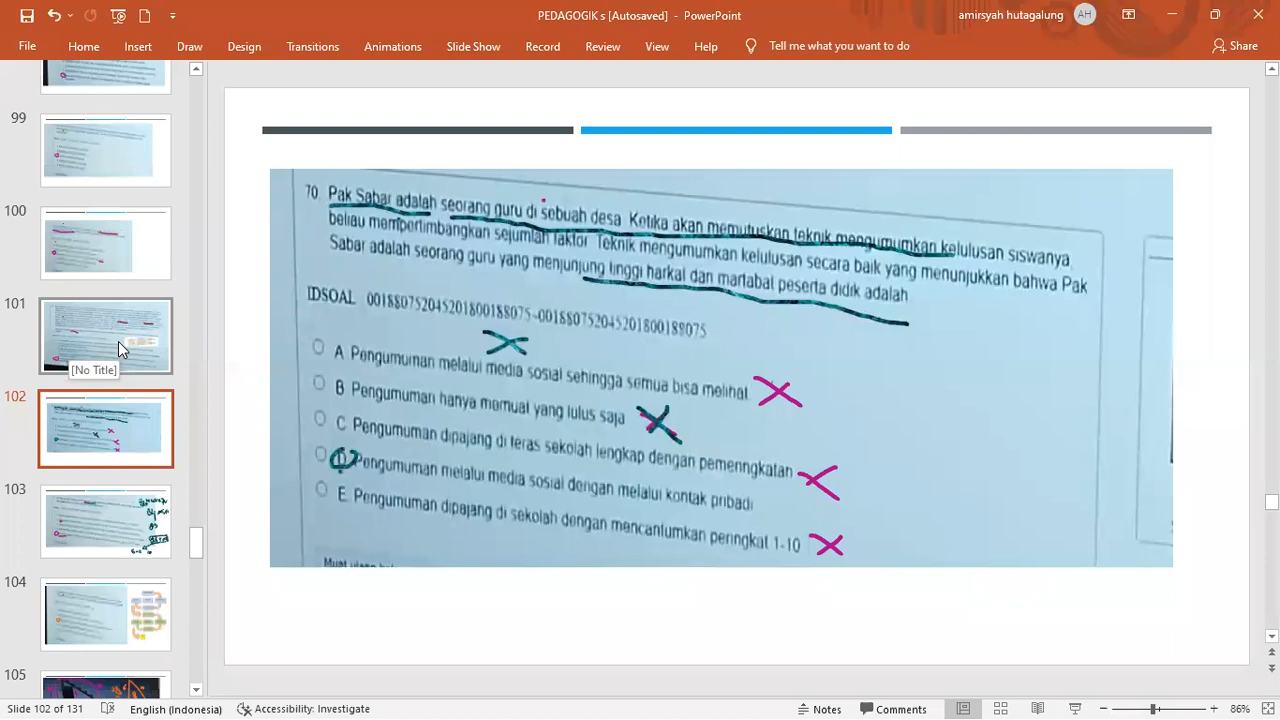 PEDAGOGIK s [Autosaved] - PowerPoint
amirsyah hutagalung
AH
File Home Insert Draw Design Transitions Animations Slide Show Record Review View Help Tell me what you want to do Share
99
100
101
[No Title]
102
103
104
105
70 Pak Sabar adalah seorang guru di sebuah desa. Ketika akan memutuskan teknik mengumumkan kelulusan siswanya
beliau mempertimbangkan sejumlah faktor. Teknik mengumumkan kelulusan secara baik yang menunjukkan bahwa Pak
Sabar adalah seorang guru yang menjunjung tinggi harkat dan martabat peserta didik adalah
IDSOAL 001880752045201800188075-001880752045201800188075
A Pengumuman melalui media sosial sehingga semua bisa melihat
B Pengumuman hanya memuat yang lulus saja
C Pengumuman dipajang di teras sekolah lengkap dengan pemeringkatan
D Pengumuman melalui media sosial dengan melalui kontak pribadi
E Pengumuman dipajang di sekolah dengan mencantumkan peringkat 1-10
Slide 102 of 131 English (Indonesia) Accessibility: Investigate Notes Comments 86%